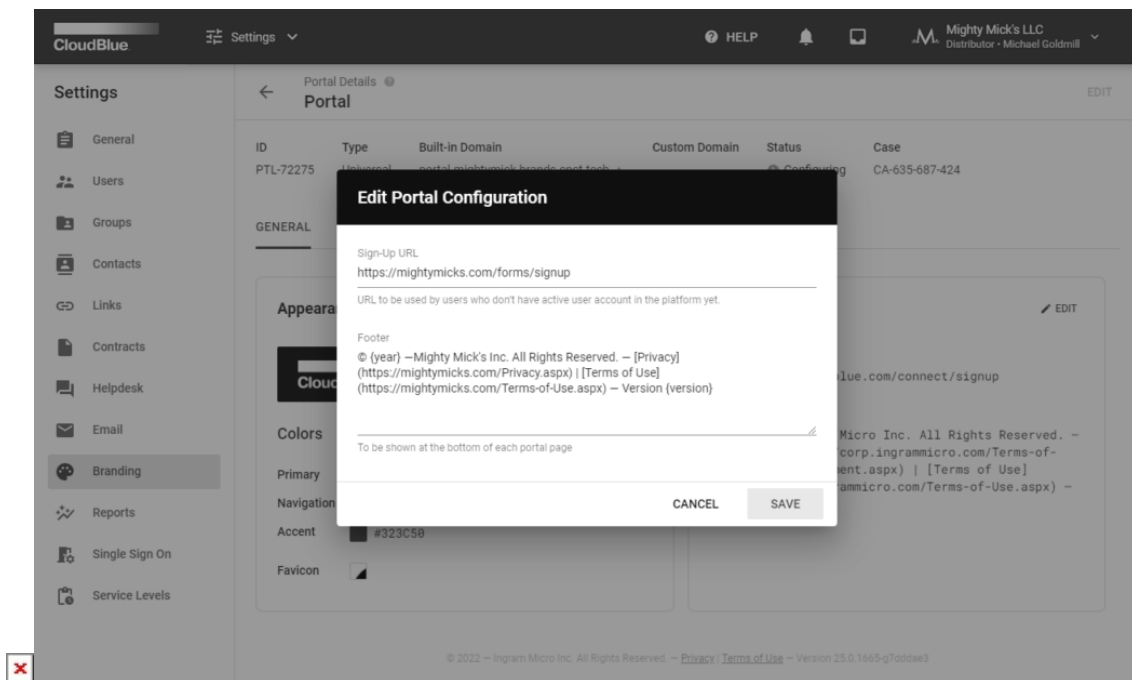 CloudBlue
Settings
HELP
Mighty Mick's LLC
Distributor • Michael Goldmill
Settings
General
Users
Groups
Contacts
Links
Contracts
Helpdesk
Email
Branding
Reports
Single Sign On
Service Levels
Portal Details
Portal
EDIT
ID
Type
Built-in Domain
Custom Domain
Status
Case
PTL-72275
Universal
portal.mightymick.brands.cnct.tech
Configuring
CA-635-687-424
GENERAL
Edit Portal Configuration
Sign-Up URL
https://mightymicks.com/forms/signup
URL to be used by users who don't have active user account in the platform yet.
Footer
© {year} —Mighty Mick's Inc. All Rights Reserved. — [Privacy]
(https://mightymicks.com/Privacy.aspx) | [Terms of Use]
(https://mightymicks.com/Terms-of-Use.aspx) — Version {version}
To be shown at the bottom of each portal page
CANCEL
SAVE
Appeara
Cloud
Colors
Primary
Navigation
Accent
#323C50
Favicon
EDIT
lue.com/connect/signup
Micro Inc. All Rights Reserved. —
corp.ingrammicro.com/Terms-of-
ent.aspx) | [Terms of Use]
ammicro.com/Terms-of-Use.aspx) —
© 2022 — Ingram Micro Inc. All Rights Reserved. — Privacy | Terms of Use — Version 25.0.1665-g7dddae3